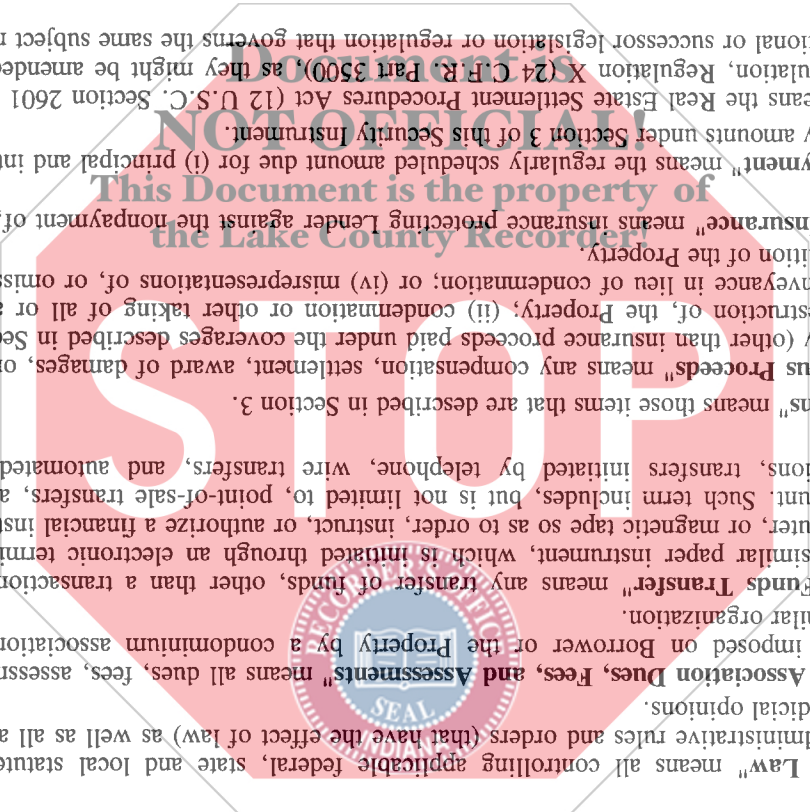 Document is
NOT OFFICIAL!
This Document is the property of
the Lake County Recorder!
STOP
RECORDER'S OFFICE
SEAL
INDIANA
Law" means all controlling applicable federal, state and local statute
dministrative rules and orders (that have the effect of law) as well as all a
dicial opinions.
Association Dues, Fees, and Assessments" means all dues, fees, assessm
imposed on Borrower or the Property by a condominium association
ilar organization.
Funds Transfer" means any transfer of funds, other than a transaction
similar paper instrument, which is initiated through an electronic termi
uter, or magnetic tape so as to order, instruct, or authorize a financial inst
unt. Such term includes, but is not limited to, point-of-sale transfers, a
ions, transfers initiated by telephone, wire transfers, and automated
ns" means those items that are described in Section 3.
us Proceeds" means any compensation, settlement, award of damages, or
y (other than insurance proceeds paid under the coverages described in Sec
struction of, the Property; (ii) condemnation or other taking of all or a
nveyance in lieu of condemnation; or (iv) misrepresentations of, or omiss
dition of the Property.
nsurance" means insurance protecting Lender against the nonpayment of,
yment" means the regularly scheduled amount due for (i) principal and int
y amounts under Section 3 of this Security Instrument.
eans the Real Estate Settlement Procedures Act (12 U.S.C. Section 2601
ulation, Regulation X (24 C.F.R. Part 3500), as they might be amended
tional or successor legislation or regulation that governs the same subject m